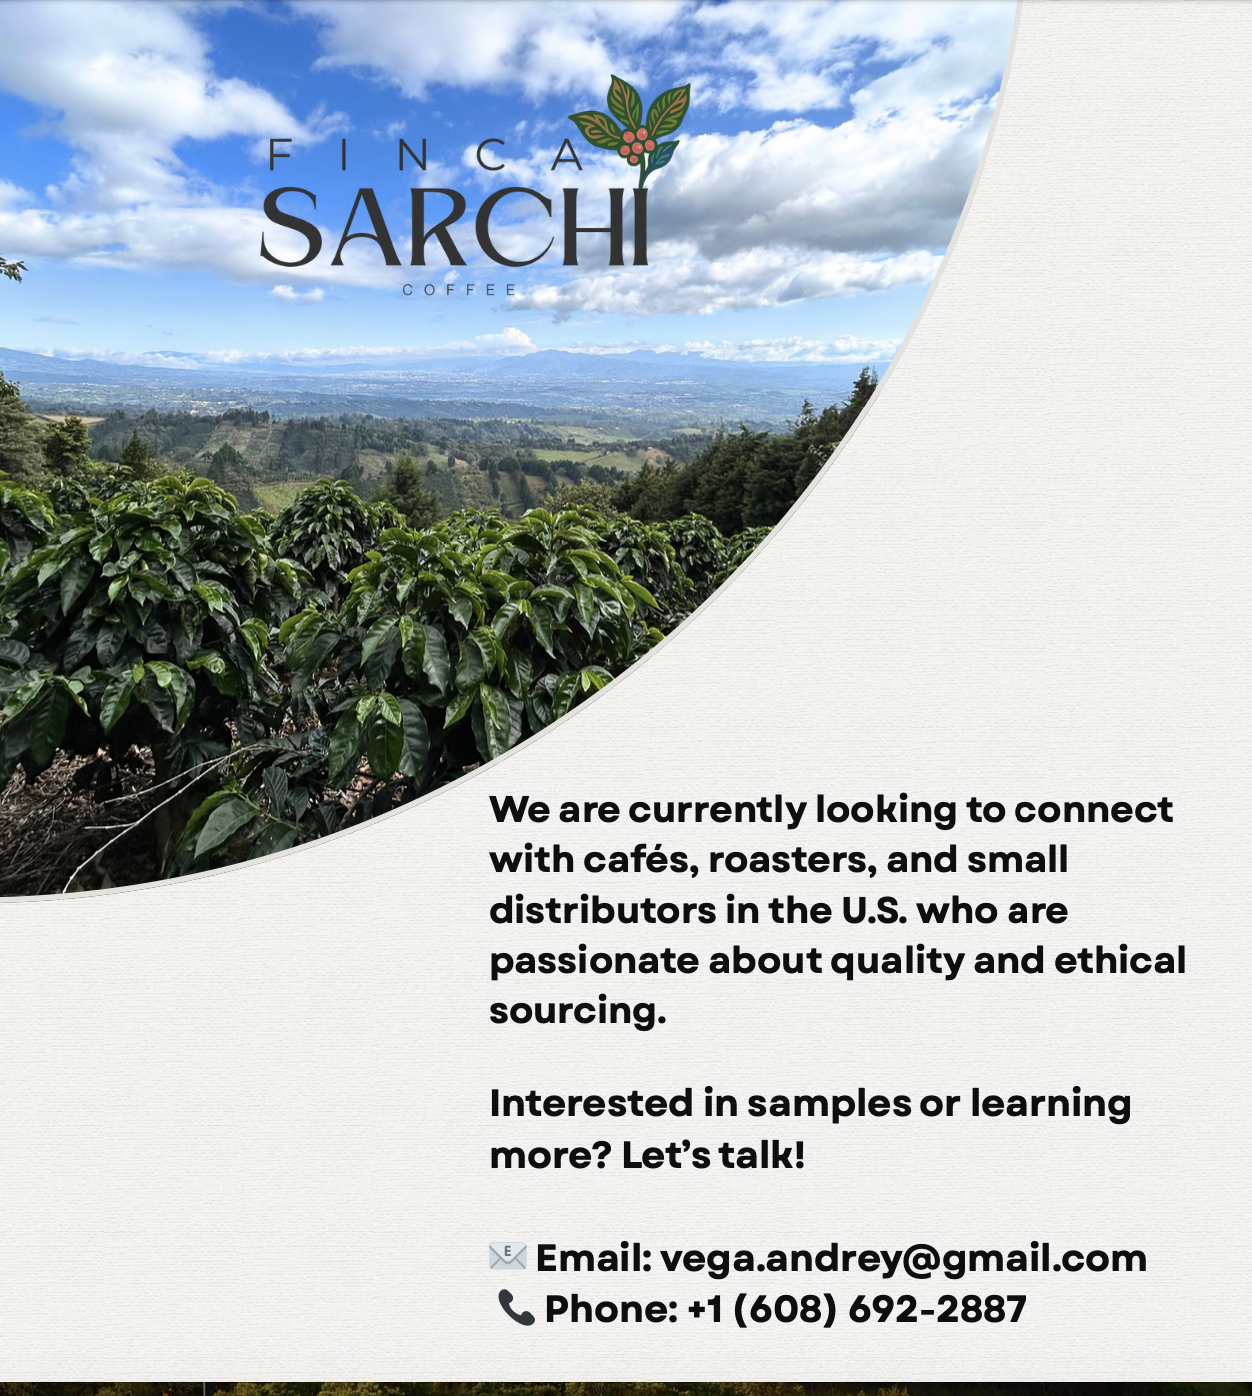 FINCA
SARCHI
COFFEE
We are currently looking to connect
with cafés, roasters, and small
distributors in the U.S. who are
passionate about quality and ethical
sourcing.
Interested in samples or learning
more? Let’s talk!
E Email: vega.andrey@gmail.com
Phone: +1 (608) 692-2887